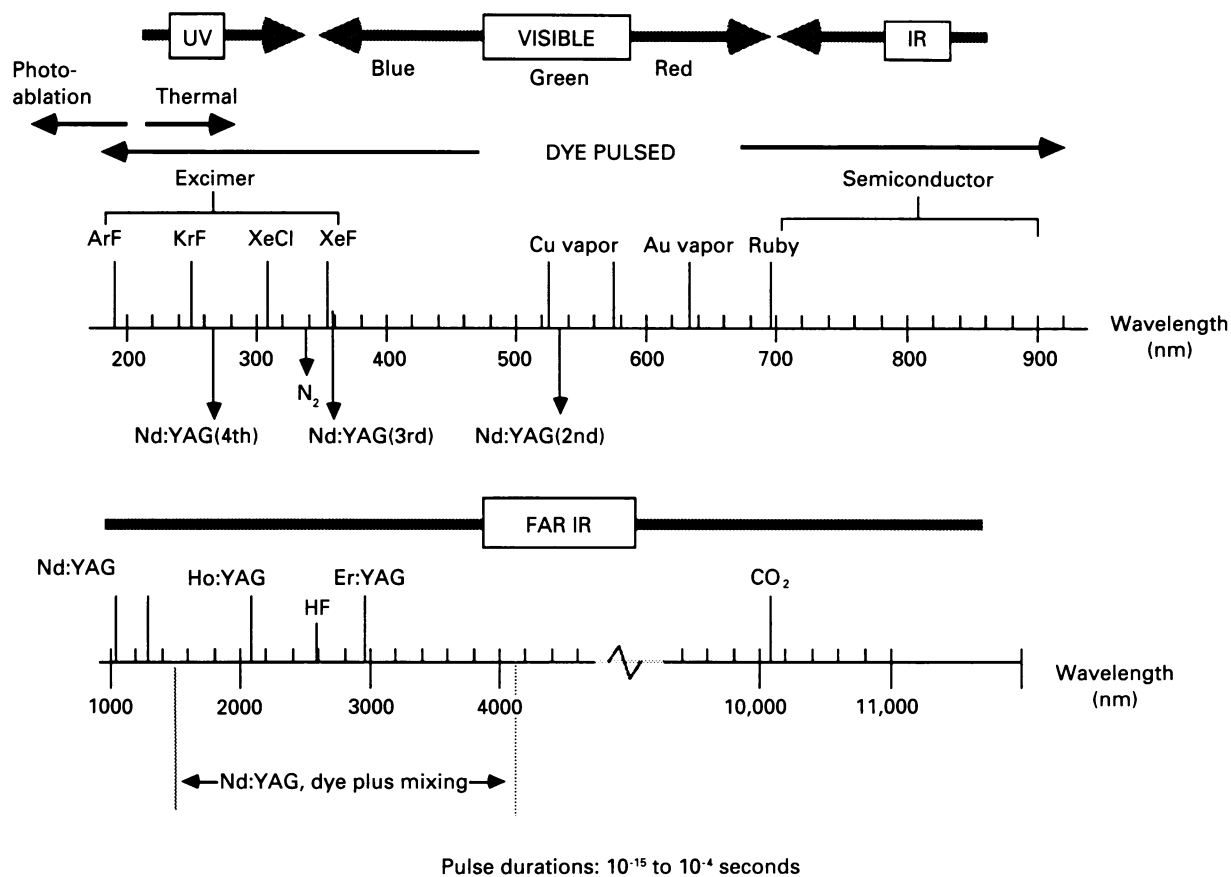 UV
VISIBLE
IR
Blue
Green
Red
Photo-
ablation
Thermal
DYE PULSED
Excimer
Semiconductor
ArF
KrF
XeCl
XeF
Cu vapor
Au vapor
Ruby
200
300
400
500
600
700
800
900
Wavelength
(nm)
N₂
Nd:YAG(4th)
Nd:YAG(3rd)
Nd:YAG(2nd)
FAR IR
Nd:YAG
Ho:YAG
HF
Er:YAG
CO₂
1000
2000
3000
4000
10,000
11,000
Wavelength
(nm)
Nd:YAG, dye plus mixing
Pulse durations: 10⁻¹⁵ to 10⁻⁴ seconds